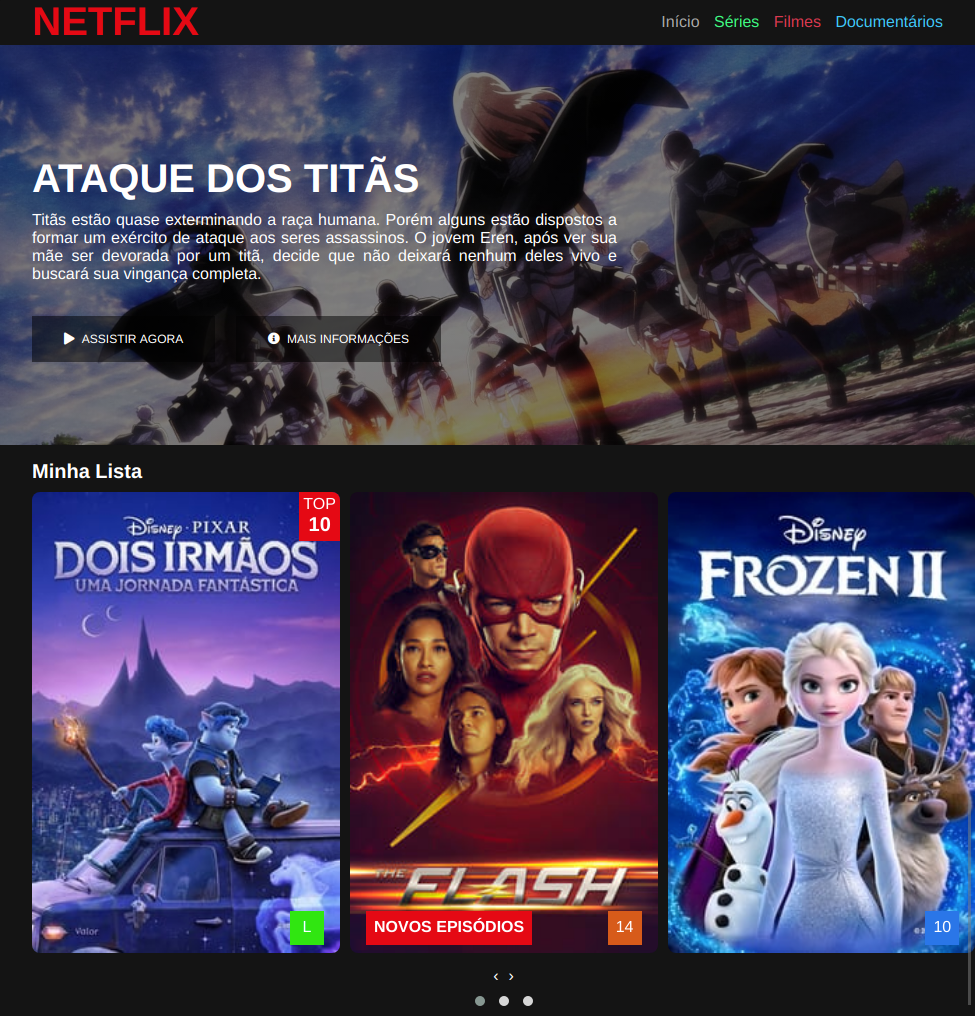 NETFLIX
Início Séries Filmes Documentários
ATAQUE DOS TITÃS
Titãs estão quase exterminando a raça humana. Porém alguns estão dispostos a
formar um exército de ataque aos seres assassinos. O jovem Eren, após ver sua
mãe ser devorada por um titã, decide que não deixará nenhum deles vivo e
buscará sua vingança completa.
ASSISTIR AGORA
MAIS INFORMAÇÕES
Minha Lista
TOP
10
Disney · PIXAR
DOIS IRMÃOS
UMA JORNADA FANTÁSTICA
Valor
L
THE
FLASH
NOVOS EPISÓDIOS
14
Disney
FROZEN II
10
‹ ›